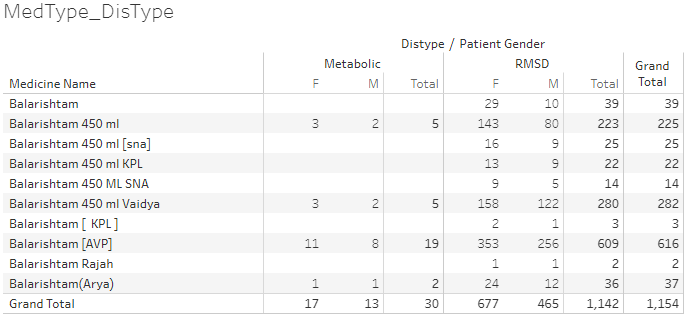 MedType_DisType
Distype / Patient Gender
Metabolic RMSD Grand Total
Medicine Name F M Total F M Total
Balarishtam 29 10 39 39
Balarishtam 450 ml 3 2 5 143 80 223 225
Balarishtam 450 ml [sna] 16 9 25 25
Balarishtam 450 ml KPL 13 9 22 22
Balarishtam 450 ML SNA 9 5 14 14
Balarishtam 450 ml Vaidya 3 2 5 158 122 280 282
Balarishtam [ KPL ] 2 1 3 3
Balarishtam [AVP] 11 8 19 353 256 609 616
Balarishtam Rajah 1 1 2 2
Balarishtam(Arya) 1 1 2 24 12 36 37
Grand Total 17 13 30 677 465 1,142 1,154